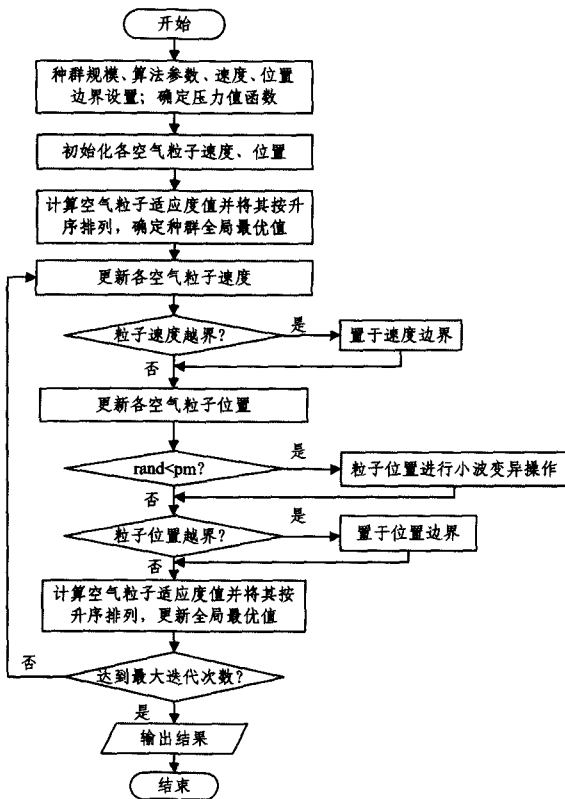 开始
种群规模、算法参数、速度、位置
边界设置；确定压力值函数
初始化各空气粒子速度、位置
计算空气粒子适应度值并将其按升
序排列，确定种群全局最优值
更新各空气粒子速度
粒子速度越界？
是
置于速度边界
否
更新各空气粒子位置
rand<pm?
是
粒子位置进行小波变异操作
否
粒子位置越界？
是
置于位置边界
否
计算空气粒子适应度值并将其按
升序排列，更新全局最优值
否
达到最大迭代次数？
是
输出结果
结束